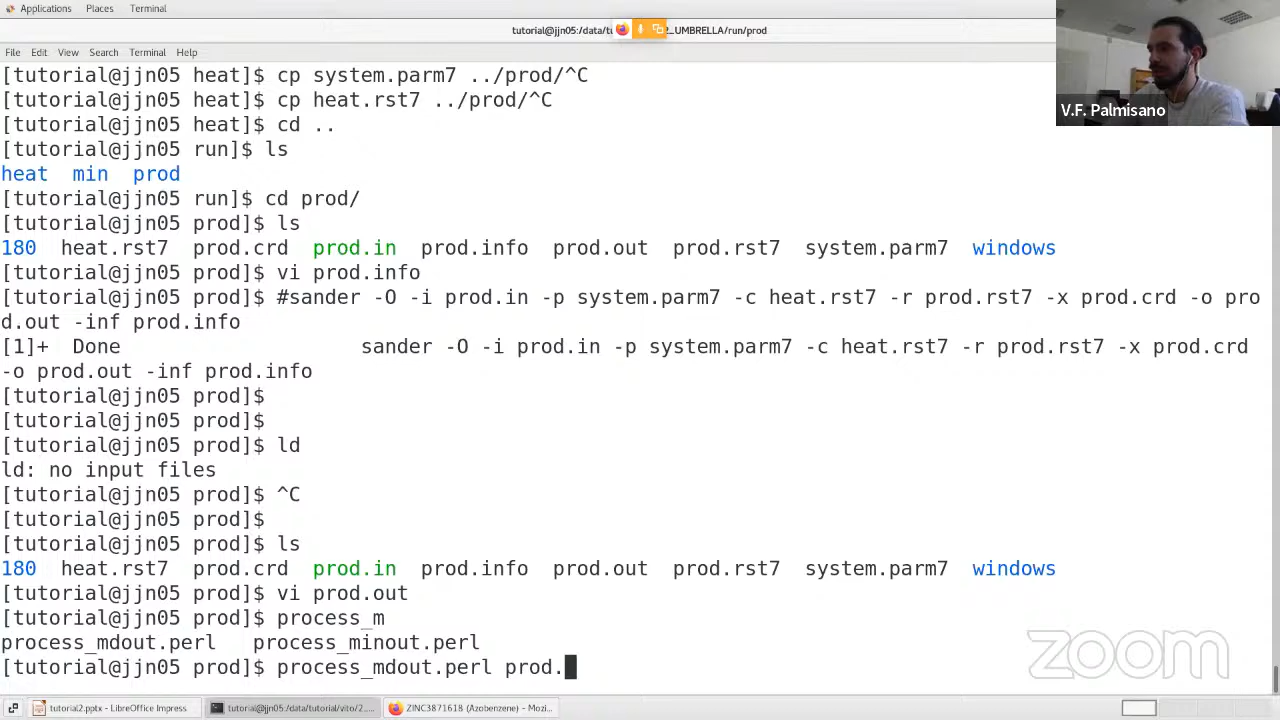 Applications Places Terminal
tutorial@jjn05:/data/tu 2_UMBRELLA/run/prod
File Edit View Search Terminal Help
[tutorial@jjn05 heat]$ cp system.parm7 ../prod/^C
[tutorial@jjn05 heat]$ cp heat.rst7 ../prod/^C
[tutorial@jjn05 heat]$ cd ..
[tutorial@jjn05 run]$ ls
heat min prod
[tutorial@jjn05 run]$ cd prod/
[tutorial@jjn05 prod]$ ls
180 heat.rst7 prod.crd prod.in prod.info prod.out prod.rst7 system.parm7 windows
[tutorial@jjn05 prod]$ vi prod.info
[tutorial@jjn05 prod]$ #sander -O -i prod.in -p system.parm7 -c heat.rst7 -r prod.rst7 -x prod.crd -o pro
d.out -inf prod.info
[1]+ Done sander -O -i prod.in -p system.parm7 -c heat.rst7 -r prod.rst7 -x prod.crd
-o prod.out -inf prod.info
[tutorial@jjn05 prod]$
[tutorial@jjn05 prod]$
[tutorial@jjn05 prod]$ ld
ld: no input files
[tutorial@jjn05 prod]$ ^C
[tutorial@jjn05 prod]$
[tutorial@jjn05 prod]$ ls
180 heat.rst7 prod.crd prod.in prod.info prod.out prod.rst7 system.parm7 windows
[tutorial@jjn05 prod]$ vi prod.out
[tutorial@jjn05 prod]$ process_m
process_mdout.perl process_minout.perl
[tutorial@jjn05 prod]$ process_mdout.perl prod.
V.F. Palmisano
zoom
tutorial2.pptx - LibreOffice Impress
tutorial@jjn05:/data/tutorial/vito/2....
ZINC3871618 (Azobenzene) - Mozi...